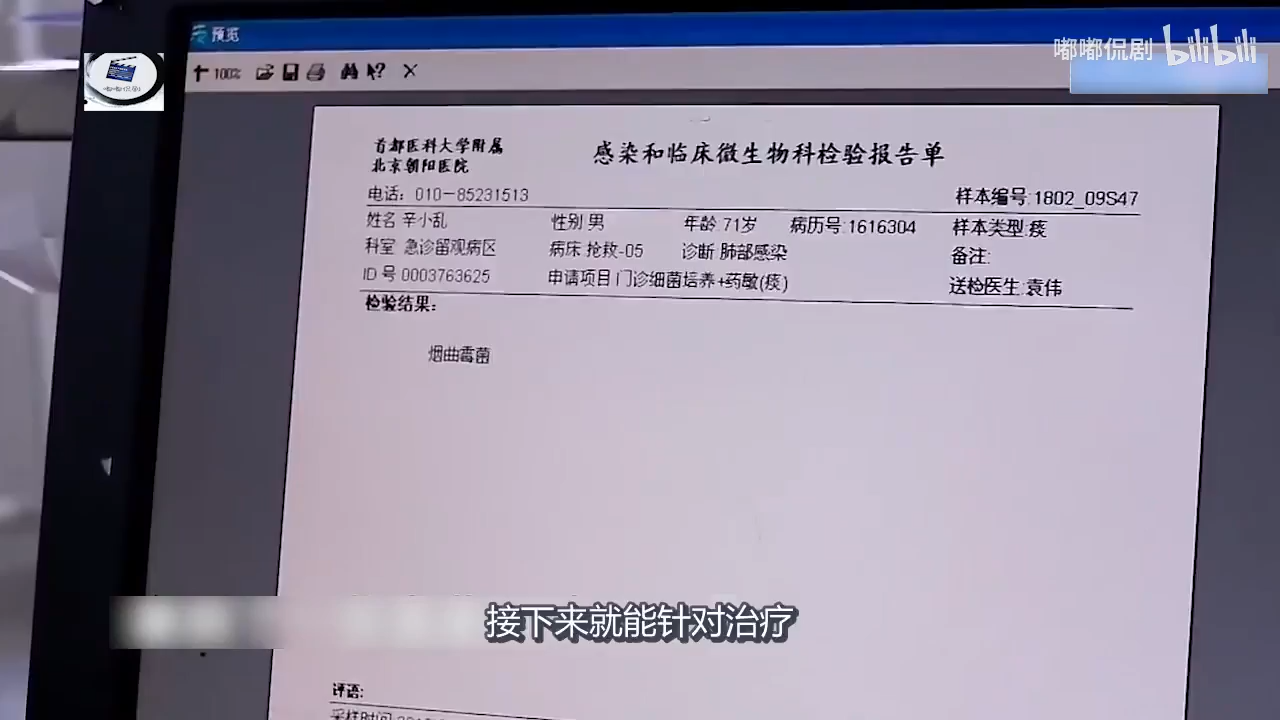 预览
嘟嘟侃剧 bilibili
100%
首都医科大学附属
北京朝阳医院
感染和临床微生物科检验报告单
电话: 010-85231513
样本编号:1802_09S47
姓名 辛小乱 性别 男 年龄 71岁 病历号:1616304 样本类型:痰
科室 急诊留观病区 病床 抢救-05 诊断 肺部感染 备注:
ID 号 0003763625 申请项目 门诊细菌培养+药敏(痰) 送检医生:袁伟
检验结果:
烟曲霉菌
接下来就能针对治疗
评语:
采样时间